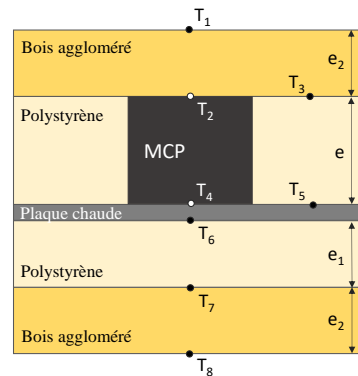 T1
Bois aggloméré
e2
T3
Polystyrène
T2
MCP
e
T4
T5
Plaque chaude
T6
e1
Polystyrène
T7
Bois aggloméré
e2
T8